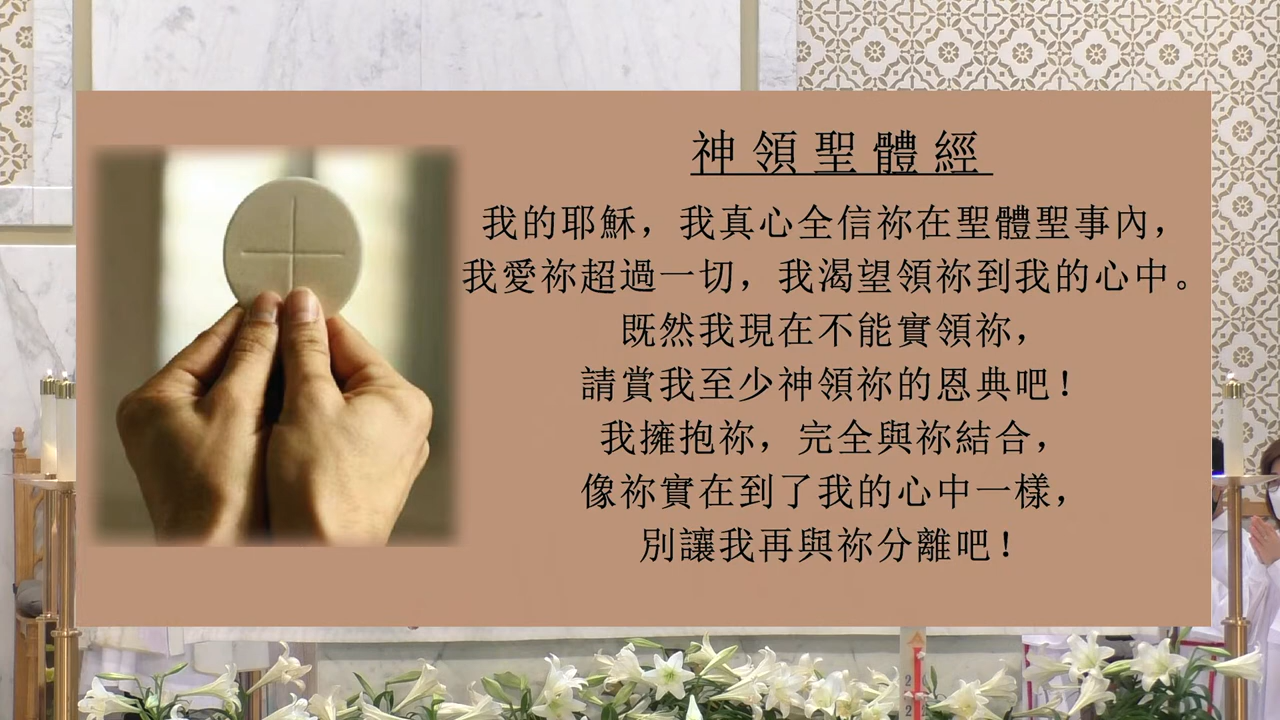 神領聖體經
我的耶穌，我真心全信祢在聖體聖事內，
我愛祢超過一切，我渴望領祢到我的心中。
既然我現在不能實領祢，
請賞我至少神領祢的恩典吧！
我擁抱祢，完全與祢結合，
像祢實在到了我的心中一樣，
別讓我再與祢分離吧！